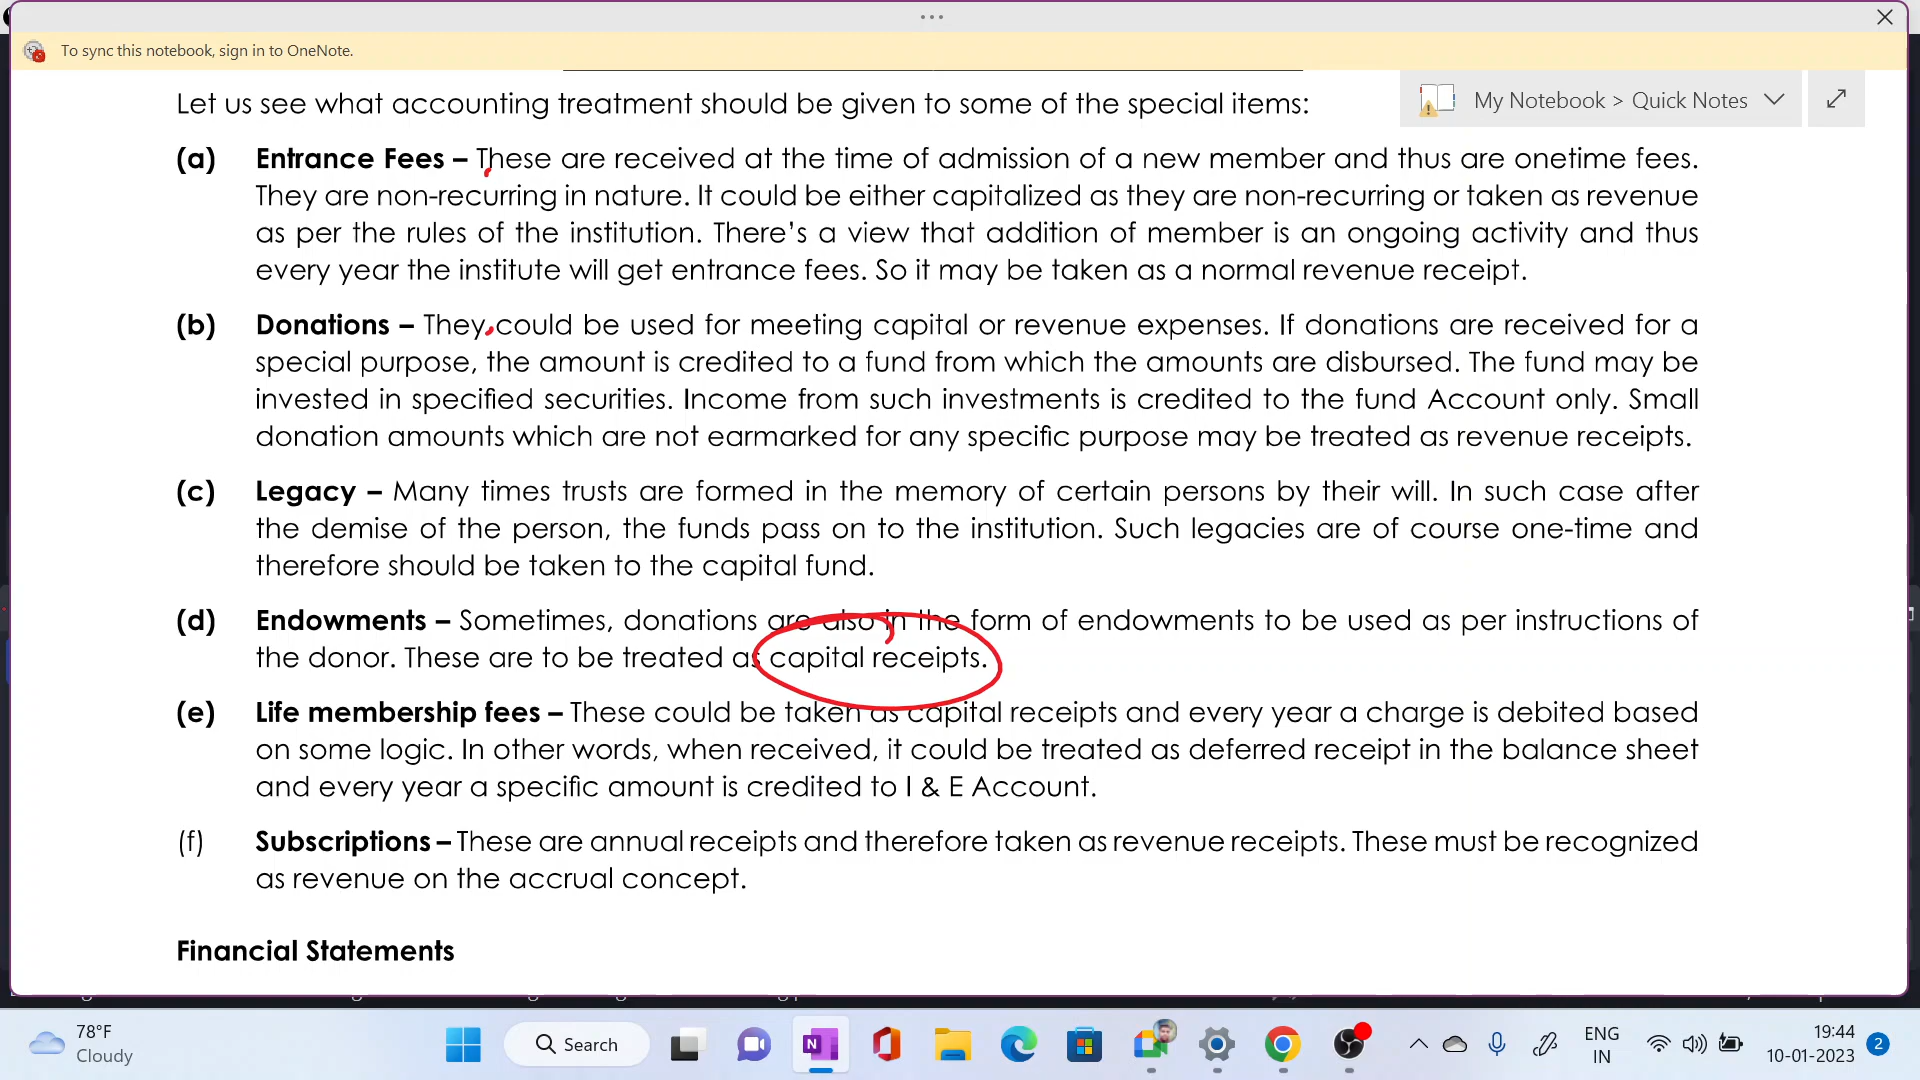 To sync this notebook, sign in to OneNote.
My Notebook > Quick Notes
Let us see what accounting treatment should be given to some of the special items:
(a) Entrance Fees – These are received at the time of admission of a new member and thus are onetime fees.
They are non-recurring in nature. It could be either capitalized as they are non-recurring or taken as revenue
as per the rules of the institution. There’s a view that addition of member is an ongoing activity and thus
every year the institute will get entrance fees. So it may be taken as a normal revenue receipt.
(b) Donations – They could be used for meeting capital or revenue expenses. If donations are received for a
special purpose, the amount is credited to a fund from which the amounts are disbursed. The fund may be
invested in specified securities. Income from such investments is credited to the fund Account only. Small
donation amounts which are not earmarked for any specific purpose may be treated as revenue receipts.
(c) Legacy – Many times trusts are formed in the memory of certain persons by their will. In such case after
the demise of the person, the funds pass on to the institution. Such legacies are of course one-time and
therefore should be taken to the capital fund.
(d) Endowments – Sometimes, donations are also in the form of endowments to be used as per instructions of
the donor. These are to be treated as capital receipts.
(e) Life membership fees – These could be taken as capital receipts and every year a charge is debited based
on some logic. In other words, when received, it could be treated as deferred receipt in the balance sheet
and every year a specific amount is credited to I & E Account.
(f) Subscriptions – These are annual receipts and therefore taken as revenue receipts. These must be recognized
as revenue on the accrual concept.
Financial Statements
78°F
Cloudy
Search
ENG
IN
19:44
10-01-2023
2